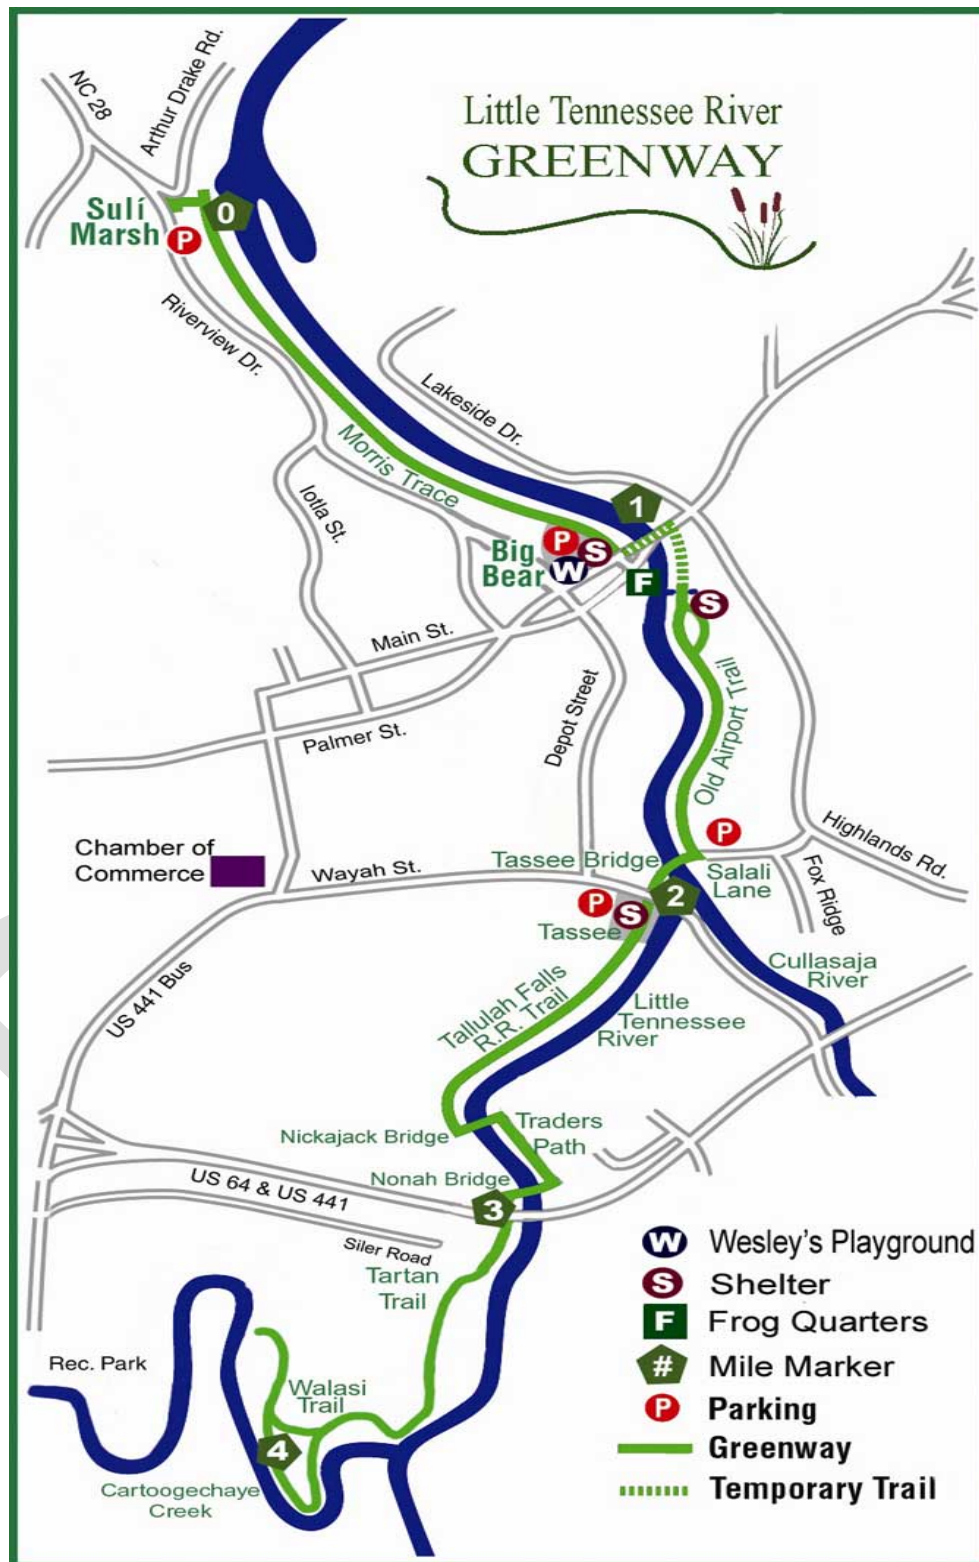 Little Tennessee River
GREENWAY
NC 28
Arthur Drake Rd.
Sulí
Marsh
P
0
Riverview Dr.
Lakeside Dr.
Morris Trace
Iotla St.
1
P
S
Big
Bear
W
F
S
Main St.
Palmer St.
Depot Street
Old Airport Trail
P
Highlands Rd.
Chamber of
Commerce
Wayah St.
Tassee Bridge
Salali
Lane
Fox Ridge
2
P
S
Tassee
Cullasaja
River
US 441 Bus
Tallulah Falls
R.R. Trail
Little
Tennessee
River
Nickajack Bridge
Traders
Path
Nonah Bridge
US 64 & US 441
3
Siler Road
Tartan
Trail
Rec. Park
Walasi
Trail
4
Cartoogechaye
Creek
W Wesley's Playground
S Shelter
F Frog Quarters
# Mile Marker
P Parking
Greenway
Temporary Trail